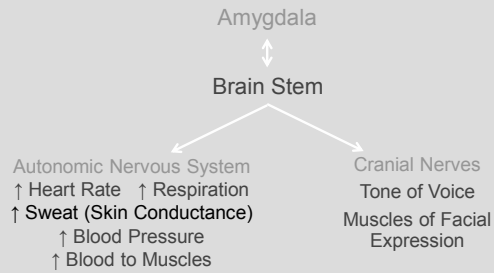 Amygdala
Brain Stem
Autonomic Nervous System
↑ Heart Rate ↑ Respiration
↑ Sweat (Skin Conductance)
↑ Blood Pressure
↑ Blood to Muscles
Cranial Nerves
Tone of Voice
Muscles of Facial
Expression